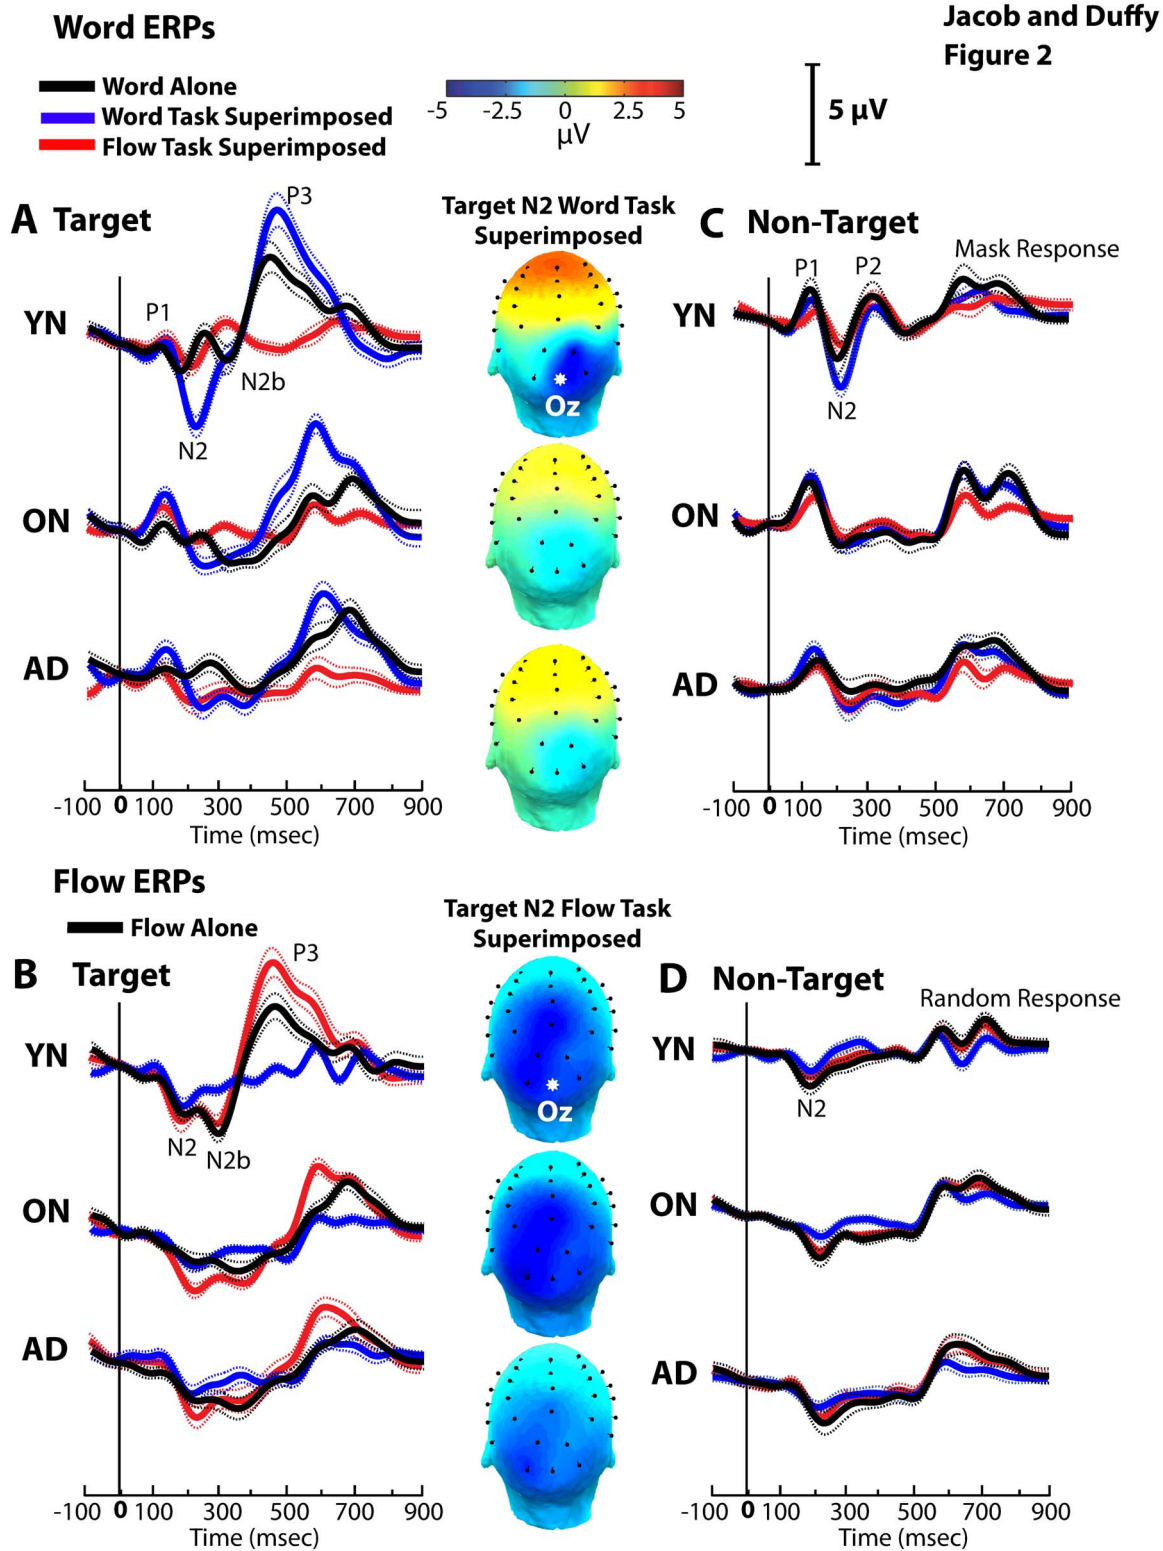 Word ERPs
Jacob and Duffy
Figure 2
Word Alone
Word Task Superimposed
Flow Task Superimposed
-5 -2.5 0 2.5 5
μV
5 μV
A Target
P3
P1
YN
N2b
N2
ON
AD
-100 0 100 300 500 700 900
Time (msec)
Target N2 Word Task
Superimposed
Oz
C Non-Target
Mask Response
P1 P2
YN
N2
ON
AD
-100 0 100 300 500 700 900
Time (msec)
Flow ERPs
Flow Alone
B Target
P3
YN
N2
N2b
ON
AD
-100 0 100 300 500 700 900
Time (msec)
Target N2 Flow Task
Superimposed
Oz
D Non-Target
Random Response
YN
N2
ON
AD
-100 0 100 300 500 700 900
Time (msec)